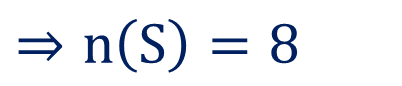 ⇒ n(S) = 8